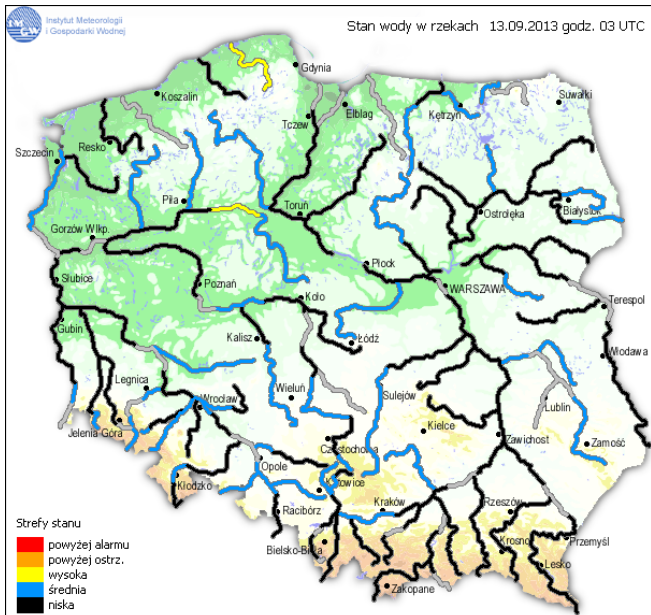 IMGW
Instytut Meteorologii
i Gospodarki Wodnej
Stan wody w rzekach 13.09.2013 godz. 03 UTC
Gdynia
Koszalin
Suwałki
Elbląg
Kętrzyn
Tczew
Resko
Szczecin
Piła
Białystok
Toruń
Ostrołęka
Gorzów Wlkp.
Płock
Słubice
Poznań
WARSZAWA
Koło
Terespol
Gubin
Kalisz
Łódź
Włodawa
Legnica
Wieluń
Sulejów
Wrocław
Lublin
Jelenia Góra
Kielce
Zawichost
Zamość
Częstochowa
Opole
Kłodzko
Katowice
Racibórz
Kraków
Rzeszów
Strefy stanu
Bielsko-Biała
Krosno
Przemyśl
Lesko
Zakopane
powyżej alarmu
powyżej ostrz.
wysoka
średnia
niska